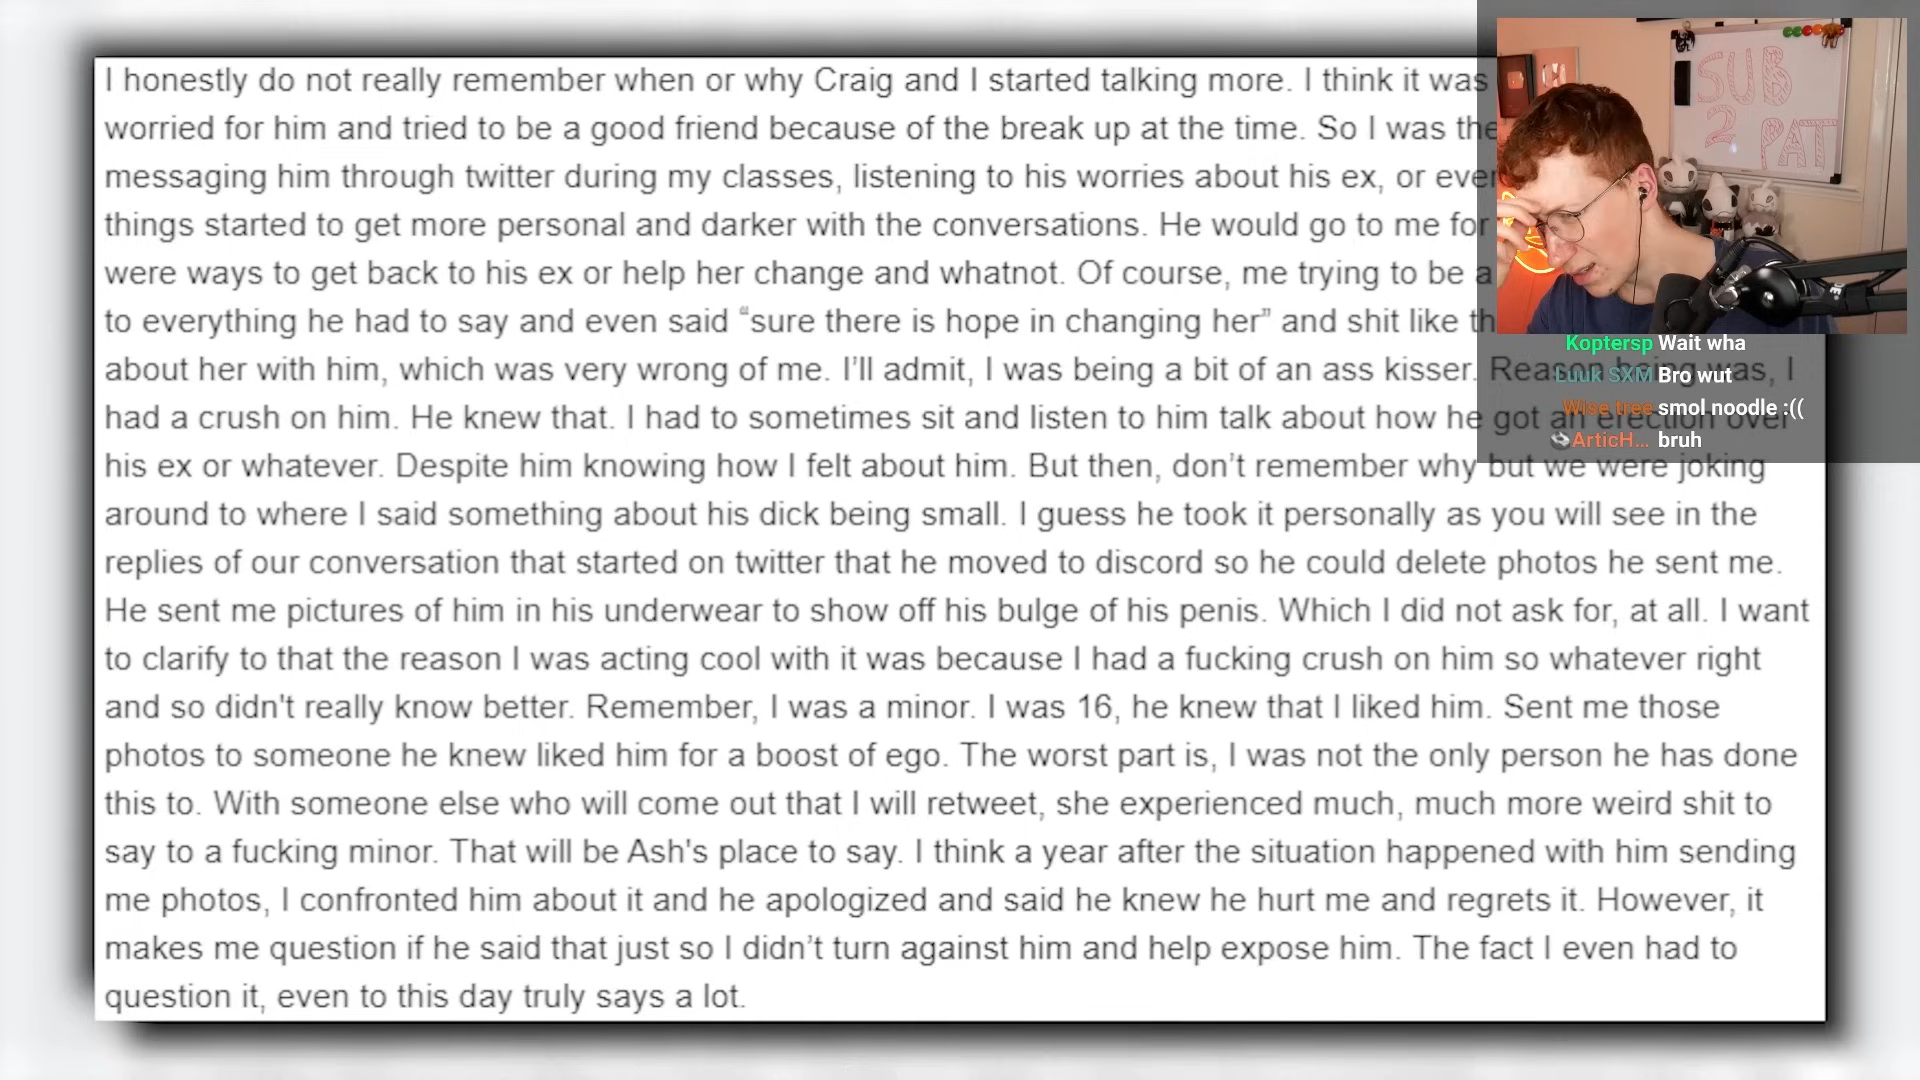 I honestly do not really remember when or why Craig and I started talking more. I think it was
worried for him and tried to be a good friend because of the break up at the time. So I was the
messaging him through twitter during my classes, listening to his worries about his ex, or ever
things started to get more personal and darker with the conversations. He would go to me for
were ways to get back to his ex or help her change and whatnot. Of course, me trying to be a
to everything he had to say and even said “sure there is hope in changing her” and shit like th
about her with him, which was very wrong of me. I’ll admit, I was being a bit of an ass kisser. Reason being was, I
had a crush on him. He knew that. I had to sometimes sit and listen to him talk about how he got an erection over
his ex or whatever. Despite him knowing how I felt about him. But then, don’t remember why but we were joking
around to where I said something about his dick being small. I guess he took it personally as you will see in the
replies of our conversation that started on twitter that he moved to discord so he could delete photos he sent me.
He sent me pictures of him in his underwear to show off his bulge of his penis. Which I did not ask for, at all. I want
to clarify to that the reason I was acting cool with it was because I had a fucking crush on him so whatever right
and so didn't really know better. Remember, I was a minor. I was 16, he knew that I liked him. Sent me those
photos to someone he knew liked him for a boost of ego. The worst part is, I was not the only person he has done
this to. With someone else who will come out that I will retweet, she experienced much, much more weird shit to
say to a fucking minor. That will be Ash's place to say. I think a year after the situation happened with him sending
me photos, I confronted him about it and he apologized and said he knew he hurt me and regrets it. However, it
makes me question if he said that just so I didn’t turn against him and help expose him. The fact I even had to
question it, even to this day truly says a lot.
SUB
2 PAT
Koptersp Wait wha
Luuk SXM Bro wut
Wise tree smol noodle :((
ArticH... bruh